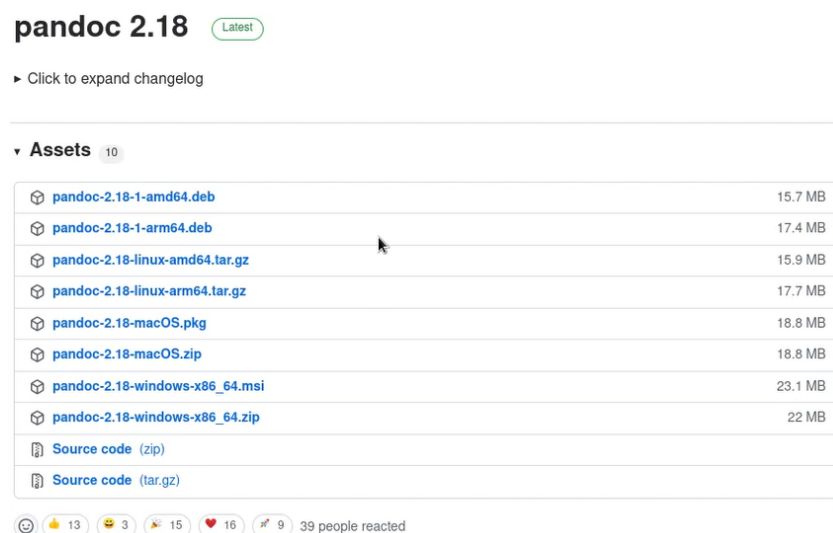 pandoc 2.18 Latest
Click to expand changelog
Assets 10
pandoc-2.18-1-amd64.deb 15.7 MB
pandoc-2.18-1-arm64.deb 17.4 MB
pandoc-2.18-linux-amd64.tar.gz 15.9 MB
pandoc-2.18-linux-arm64.tar.gz 17.7 MB
pandoc-2.18-macOS.pkg 18.8 MB
pandoc-2.18-macOS.zip 18.8 MB
pandoc-2.18-windows-x86_64.msi 23.1 MB
pandoc-2.18-windows-x86_64.zip 22 MB
Source code (zip)
Source code (tar.gz)
13 3 15 16 9 39 people reacted